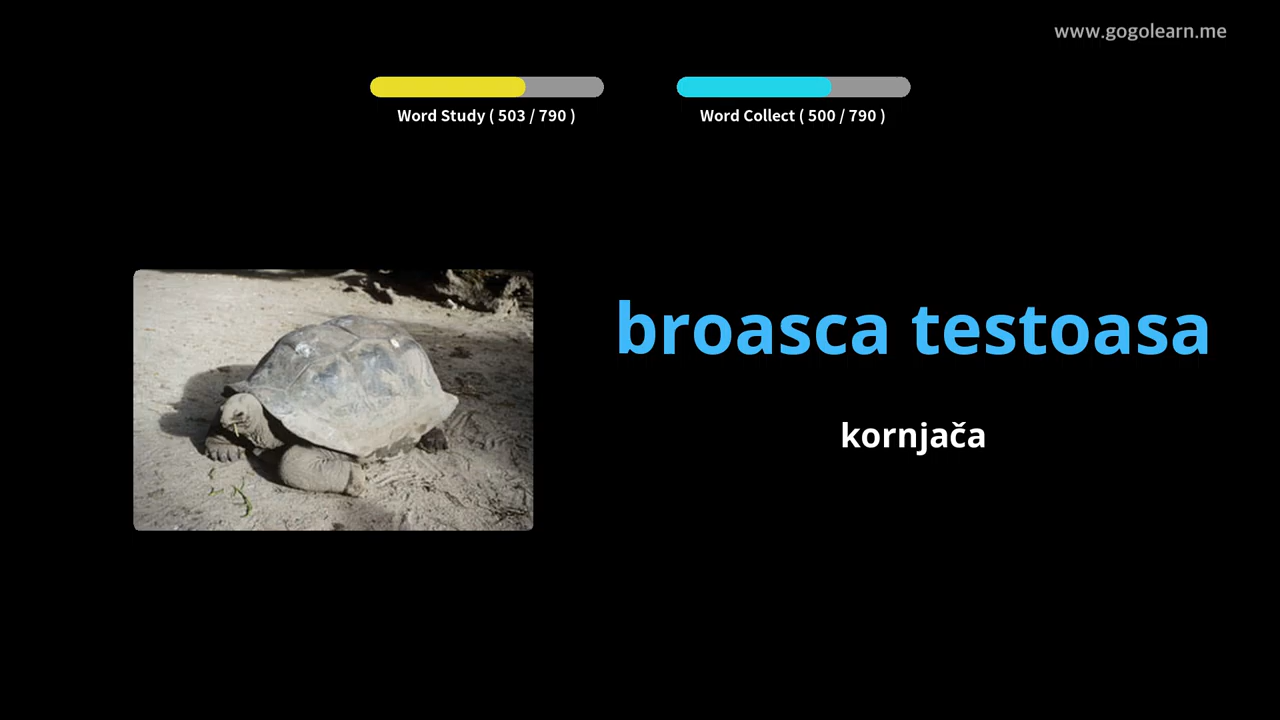 www.gogolearn.me
Word Study ( 503 / 790 )
Word Collect ( 500 / 790 )
broasca testoasa
kornjača